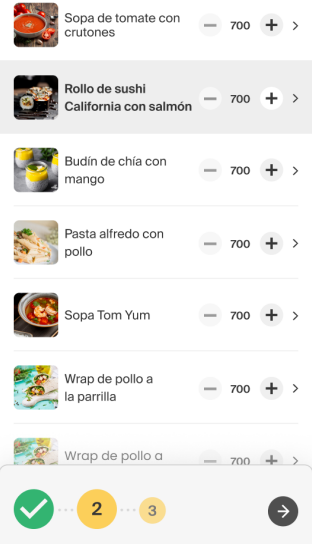 Sopa de tomate con
crutones
700
Rollo de sushi
California con salmón
700
Budín de chía con
mango
700
Pasta alfredo con
pollo
700
Sopa Tom Yum
700
Wrap de pollo a
la parrilla
700
Wrap de pollo a
700
2
3